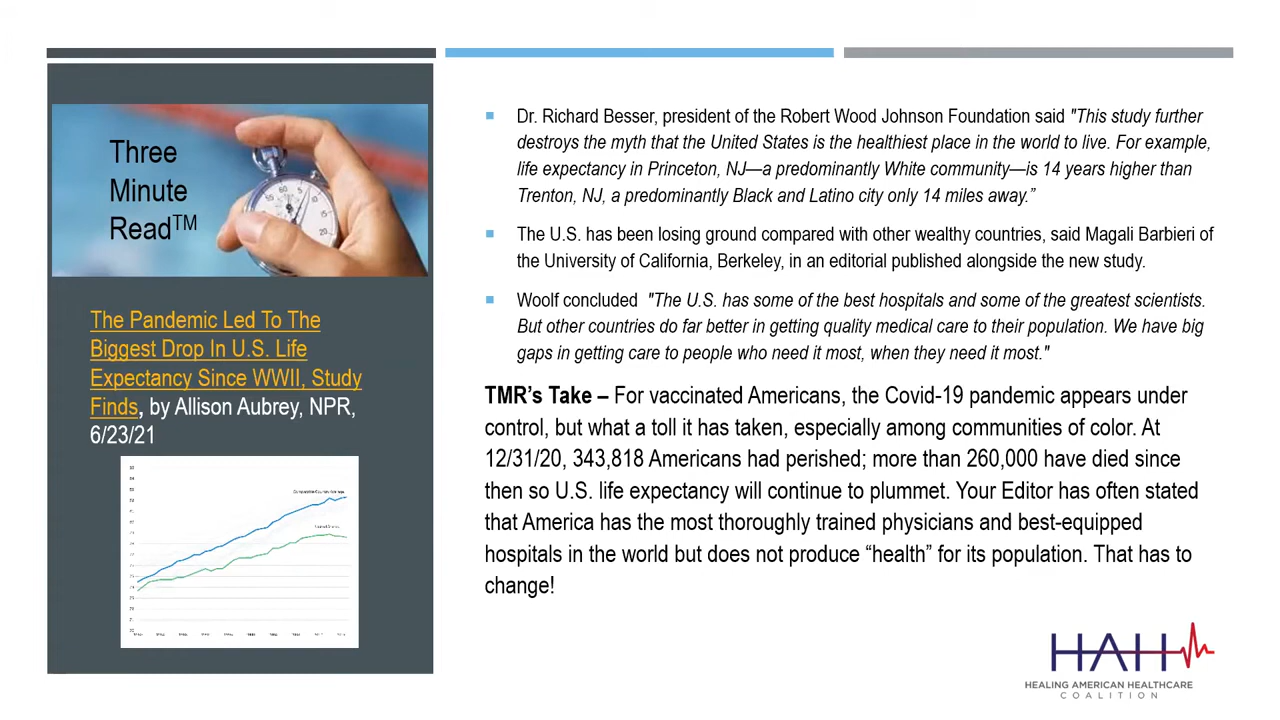 Three
Minute
Read™
The Pandemic Led To The
Biggest Drop In U.S. Life
Expectancy Since WWII, Study
Finds, by Allison Aubrey, NPR,
6/23/21
Dr. Richard Besser, president of the Robert Wood Johnson Foundation said "This study further
destroys the myth that the United States is the healthiest place in the world to live. For example,
life expectancy in Princeton, NJ—a predominantly White community—is 14 years higher than
Trenton, NJ, a predominantly Black and Latino city only 14 miles away.”
The U.S. has been losing ground compared with other wealthy countries, said Magali Barbieri of
the University of California, Berkeley, in an editorial published alongside the new study.
Woolf concluded "The U.S. has some of the best hospitals and some of the greatest scientists.
But other countries do far better in getting quality medical care to their population. We have big
gaps in getting care to people who need it most, when they need it most."
TMR’s Take – For vaccinated Americans, the Covid-19 pandemic appears under
control, but what a toll it has taken, especially among communities of color. At
12/31/20, 343,818 Americans had perished; more than 260,000 have died since
then so U.S. life expectancy will continue to plummet. Your Editor has often stated
that America has the most thoroughly trained physicians and best-equipped
hospitals in the world but does not produce “health” for its population. That has to
change!
HAH
HEALING AMERICAN HEALTHCARE
COALITION